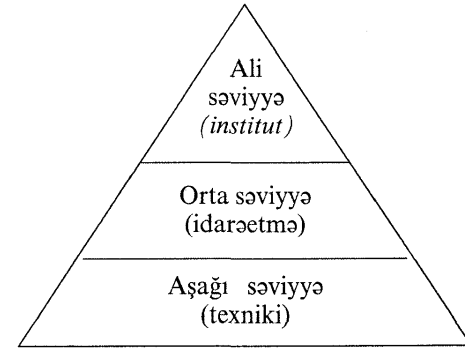 Ali
səviyyə
(institut)
Orta səviyyə
(idarəetmə)
Aşağı səviyyə
(texniki)